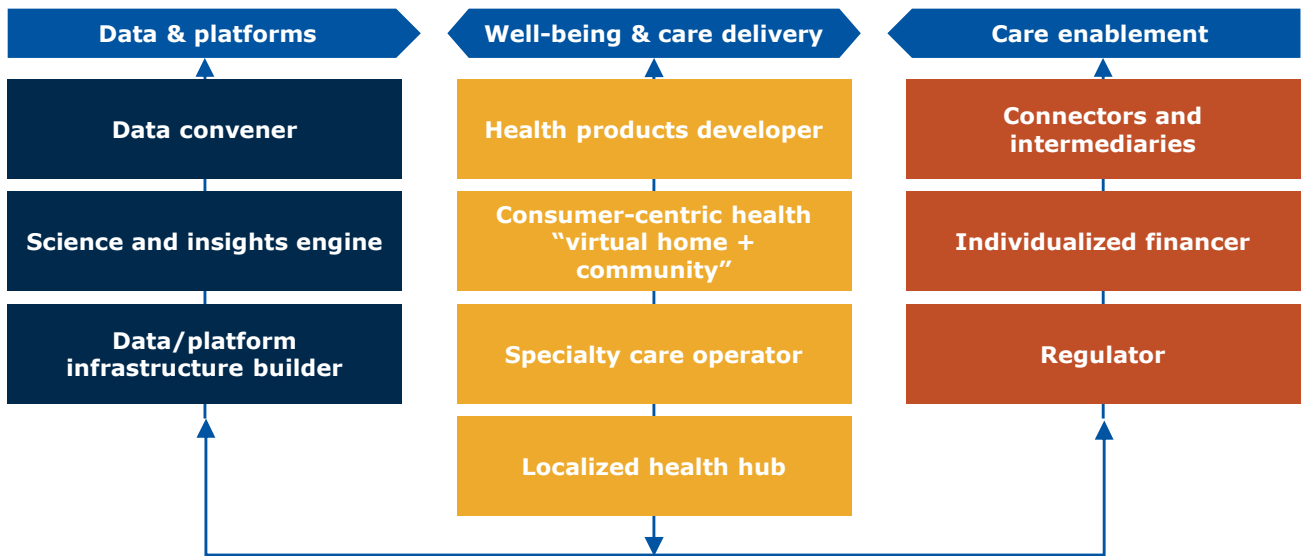 Data & platforms
Data convener
Science and insights engine
Data/platform
infrastructure builder
Well-being & care delivery
Health products developer
Consumer-centric health
“virtual home +
community”
Specialty care operator
Localized health hub
Care enablement
Connectors and
intermediaries
Individualized financer
Regulator